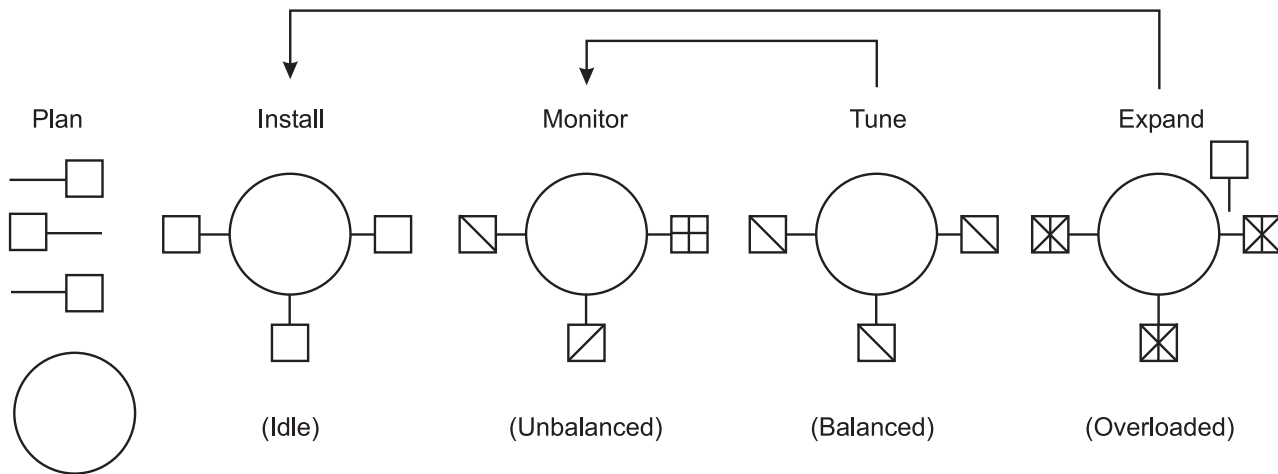 Plan
Install
Monitor
Tune
Expand
(Idle)
(Unbalanced)
(Balanced)
(Overloaded)